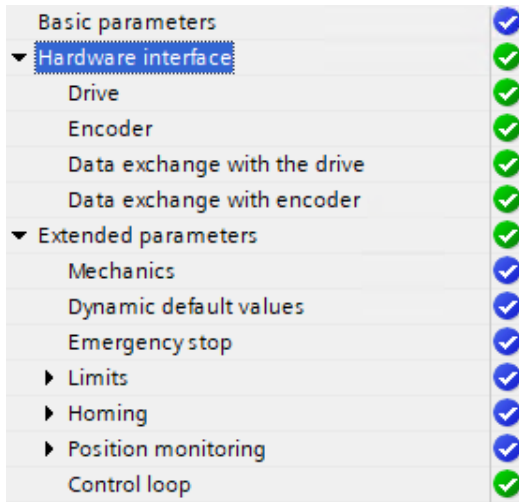 Basic parameters
Hardware interface
Drive
Encoder
Data exchange with the drive
Data exchange with encoder
Extended parameters
Mechanics
Dynamic default values
Emergency stop
Limits
Homing
Position monitoring
Control loop